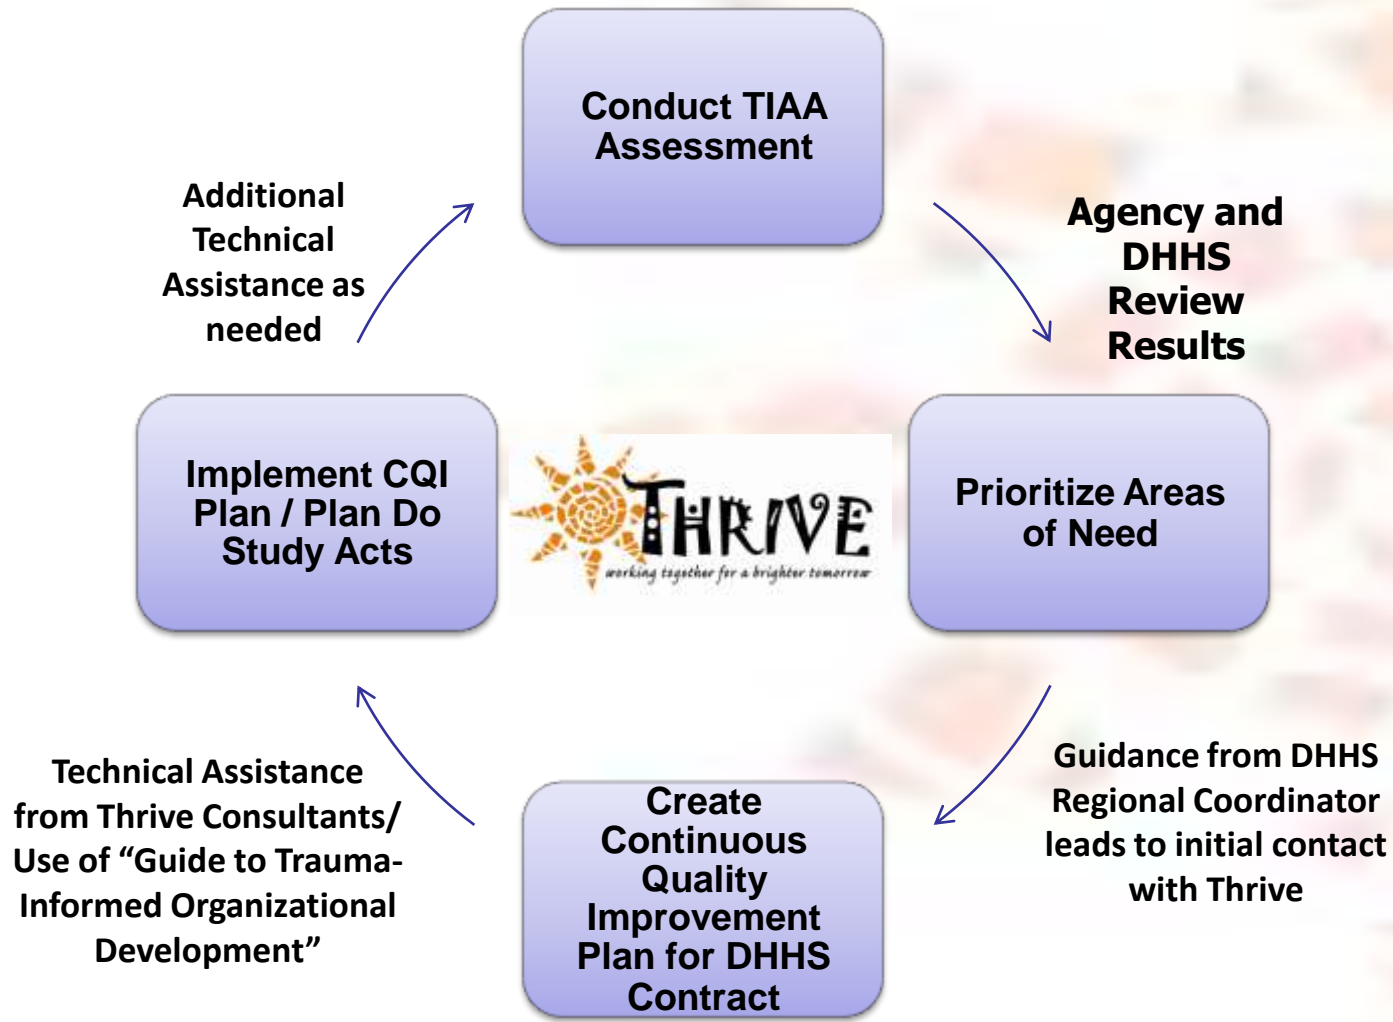 Conduct TIAA
Assessment
Agency and
DHHS
Review
Results
Prioritize Areas
of Need
Guidance from DHHS
Regional Coordinator
leads to initial contact
with Thrive
Create
Continuous
Quality
Improvement
Plan for DHHS
Contract
Technical Assistance
from Thrive Consultants/
Use of “Guide to Trauma-
Informed Organizational
Development”
Implement CQI
Plan / Plan Do
Study Acts
Additional
Technical
Assistance as
needed
THRIVE
working together for a brighter tomorrow